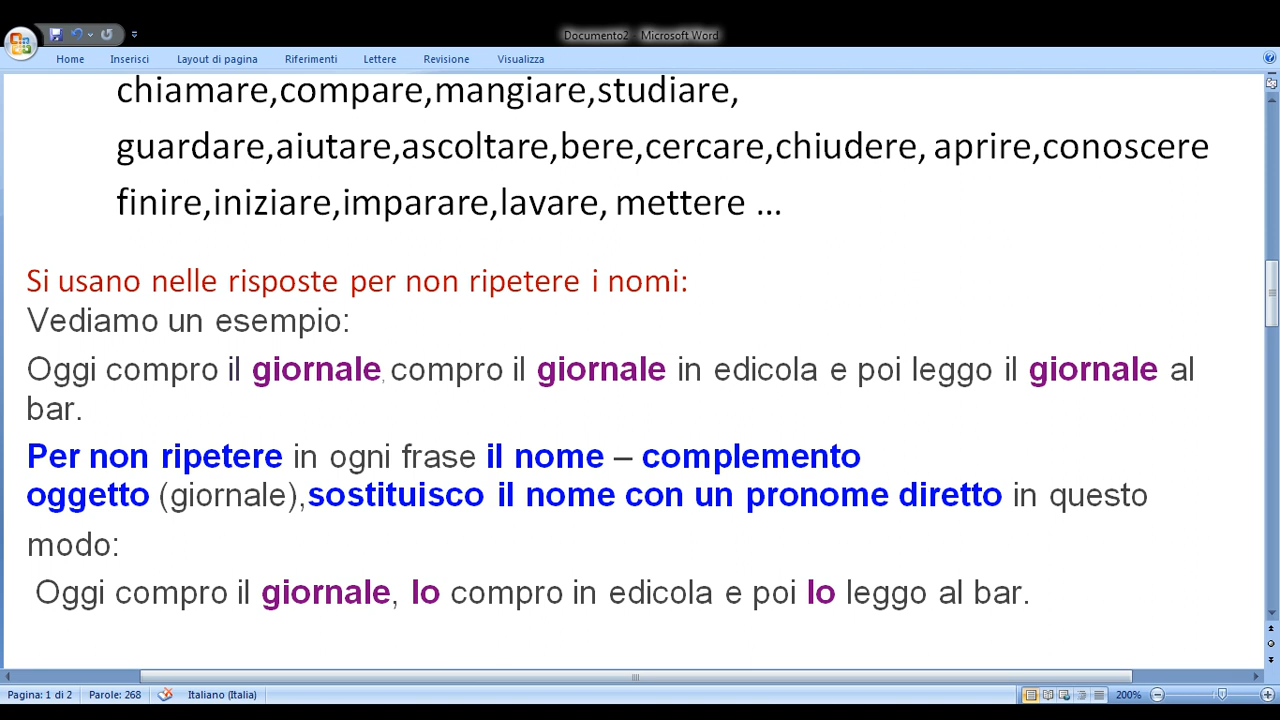 Documento2 - Microsoft Word
Home Inserisci Layout di pagina Riferimenti Lettere Revisione Visualizza
chiamare,compare,mangiare,studiare,
guardare,aiutare,ascoltare,bere,cercare,chiudere, aprire,conoscere
finire,iniziare,imparare,lavare, mettere ...
Si usano nelle risposte per non ripetere i nomi:
Vediamo un esempio:
Oggi compro il giornale, compro il giornale in edicola e poi leggo il giornale al
bar.
Per non ripetere in ogni frase il nome – complemento
oggetto (giornale),sostituisco il nome con un pronome diretto in questo
modo:
Oggi compro il giornale, lo compro in edicola e poi lo leggo al bar.
Pagina: 1 di 2 Parole: 268 Italiano (Italia) 200%